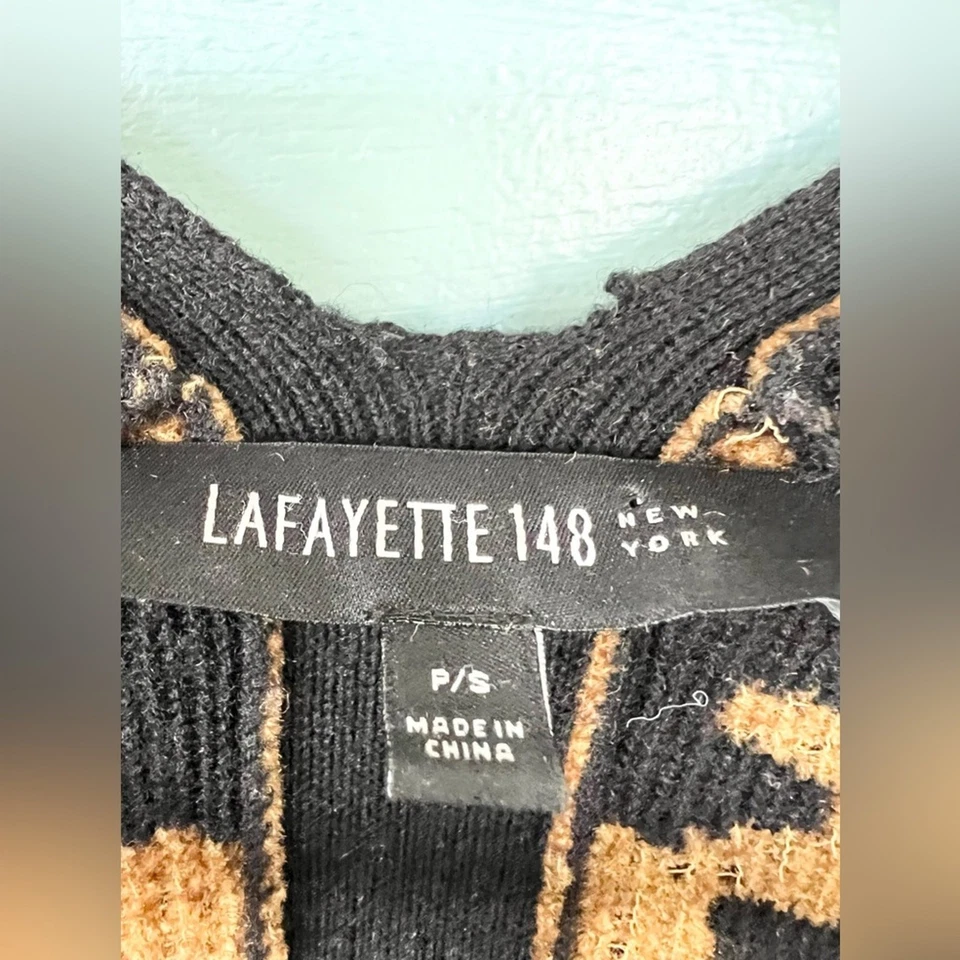 LAFAYETTE 148 NEW
YORK
P/S
MADE IN
CHINA